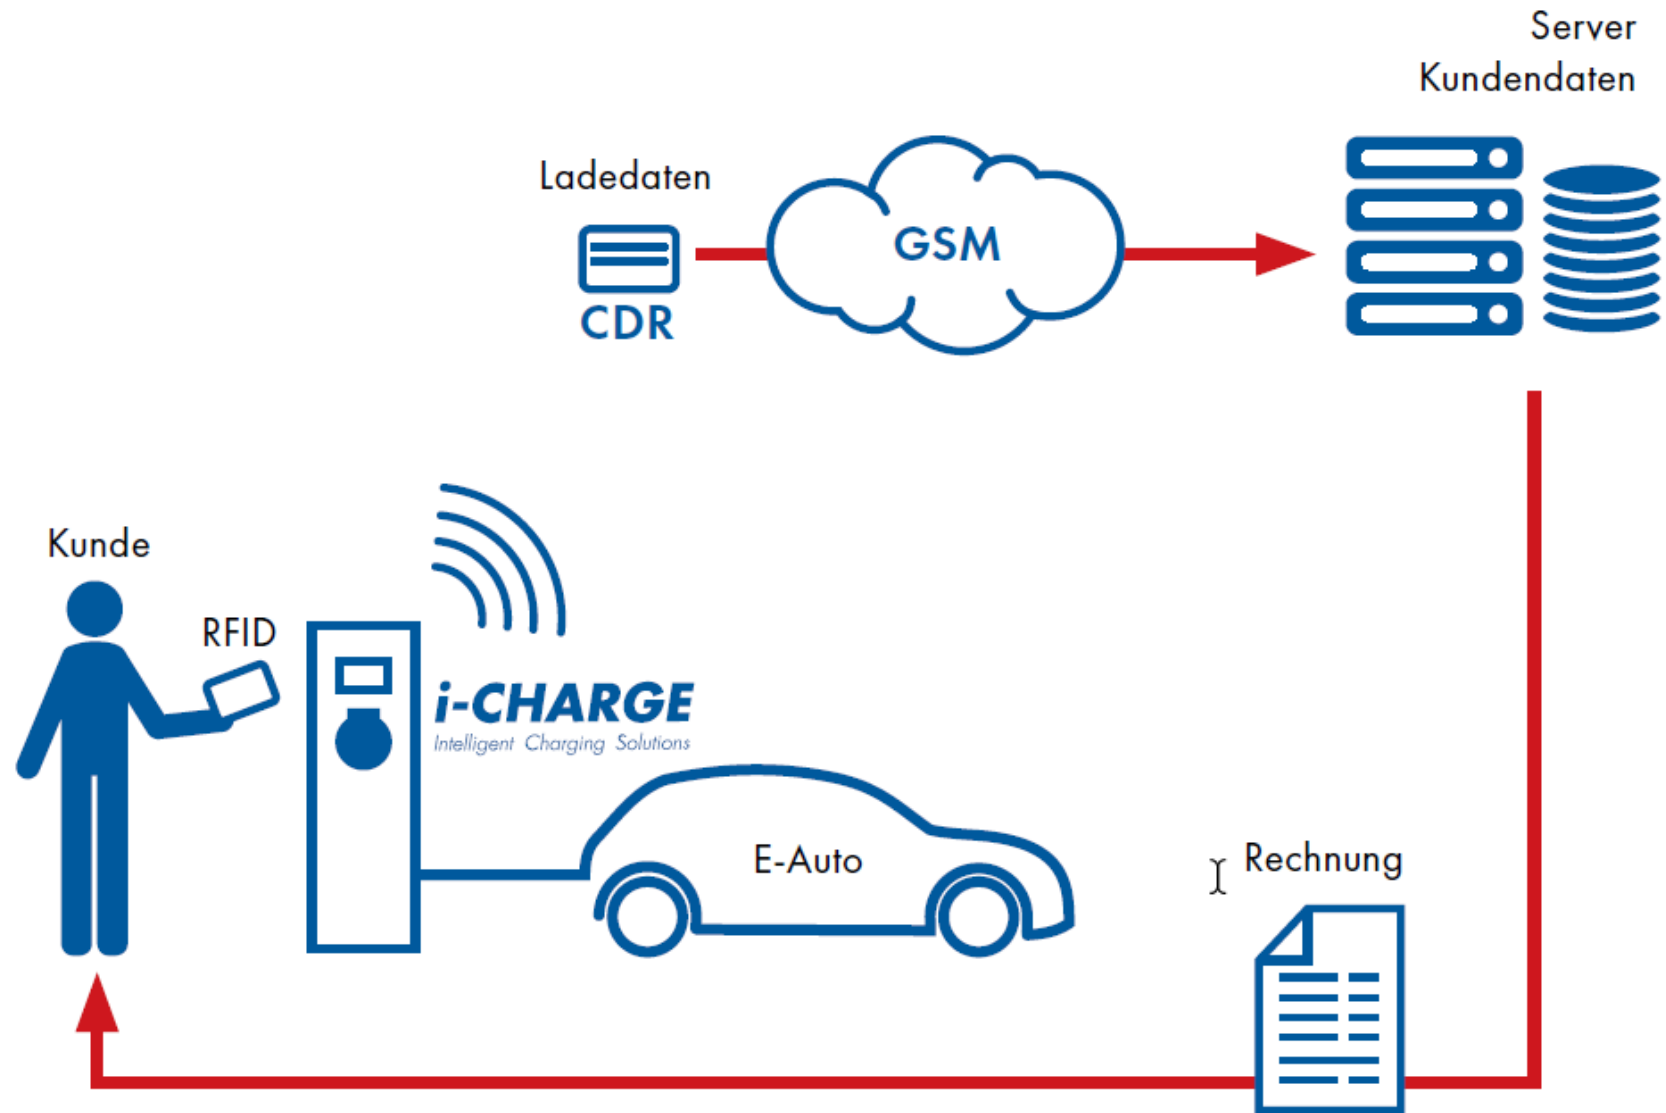 Server
Kundendaten
Ladedaten
GSM
CDR
Kunde
RFID
i-CHARGE
Intelligent Charging Solutions
E-Auto
Rechnung